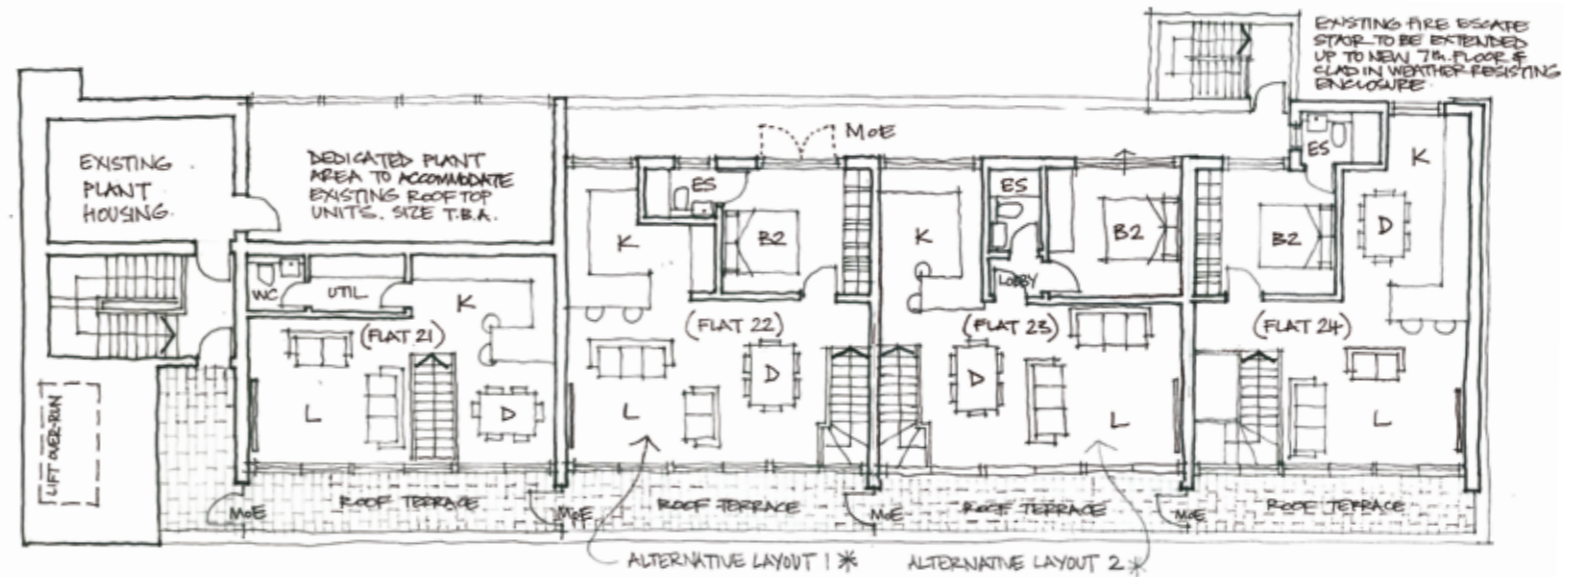 EXISTING FIRE ESCAPE
STAIR TO BE EXTENDED
UP TO NEW 7th. FLOOR &
CLAD IN WEATHER RESISTING
ENCLOSURE.
EXISTING
PLANT
HOUSING.
DEDICATED PLANT
AREA TO ACCOMMODATE
EXISTING ROOF TOP
UNITS. SIZE T.B.A.
MoE
ES
K
B2
ES
K
B2
LOBBY
ES
K
B2
D
WC
UTIL
K
(FLAT 21)
(FLAT 22)
(FLAT 23)
(FLAT 24)
L
D
L
D
D
L
L
LIFT OVER-RUN
MoE
ROOF TERRACE
MoE
ROOF TERRACE
MoE
ROOF TERRACE
MoE
ROOF TERRACE
ALTERNATIVE LAYOUT 1 *
ALTERNATIVE LAYOUT 2 *